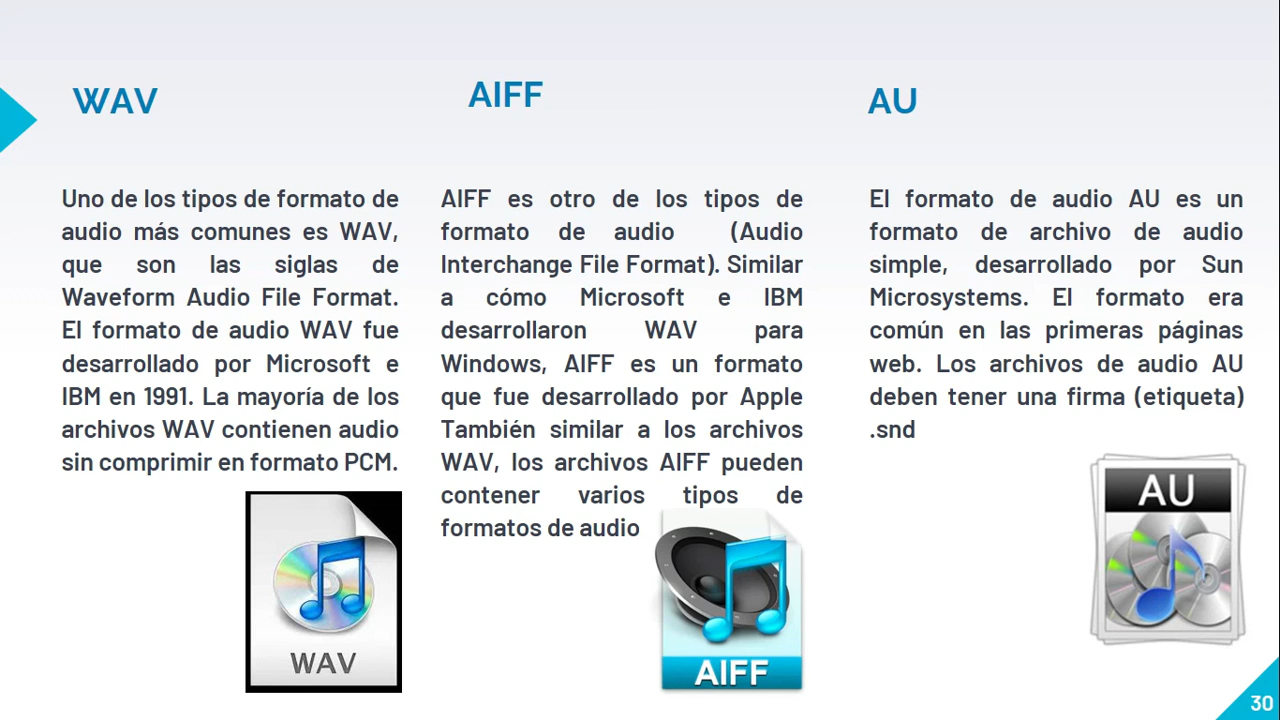 WAV
Uno de los tipos de formato de
audio más comunes es WAV,
que son las siglas de
Waveform Audio File Format.
El formato de audio WAV fue
desarrollado por Microsoft e
IBM en 1991. La mayoría de los
archivos WAV contienen audio
sin comprimir en formato PCM.
WAV
AIFF
AIFF es otro de los tipos de
formato de audio (Audio
Interchange File Format). Similar
a cómo Microsoft e IBM
desarrollaron WAV para
Windows, AIFF es un formato
que fue desarrollado por Apple
También similar a los archivos
WAV, los archivos AIFF pueden
contener varios tipos de
formatos de audio
AIFF
AU
El formato de audio AU es un
formato de archivo de audio
simple, desarrollado por Sun
Microsystems. El formato era
común en las primeras páginas
web. Los archivos de audio AU
deben tener una firma (etiqueta)
.snd
AU
30